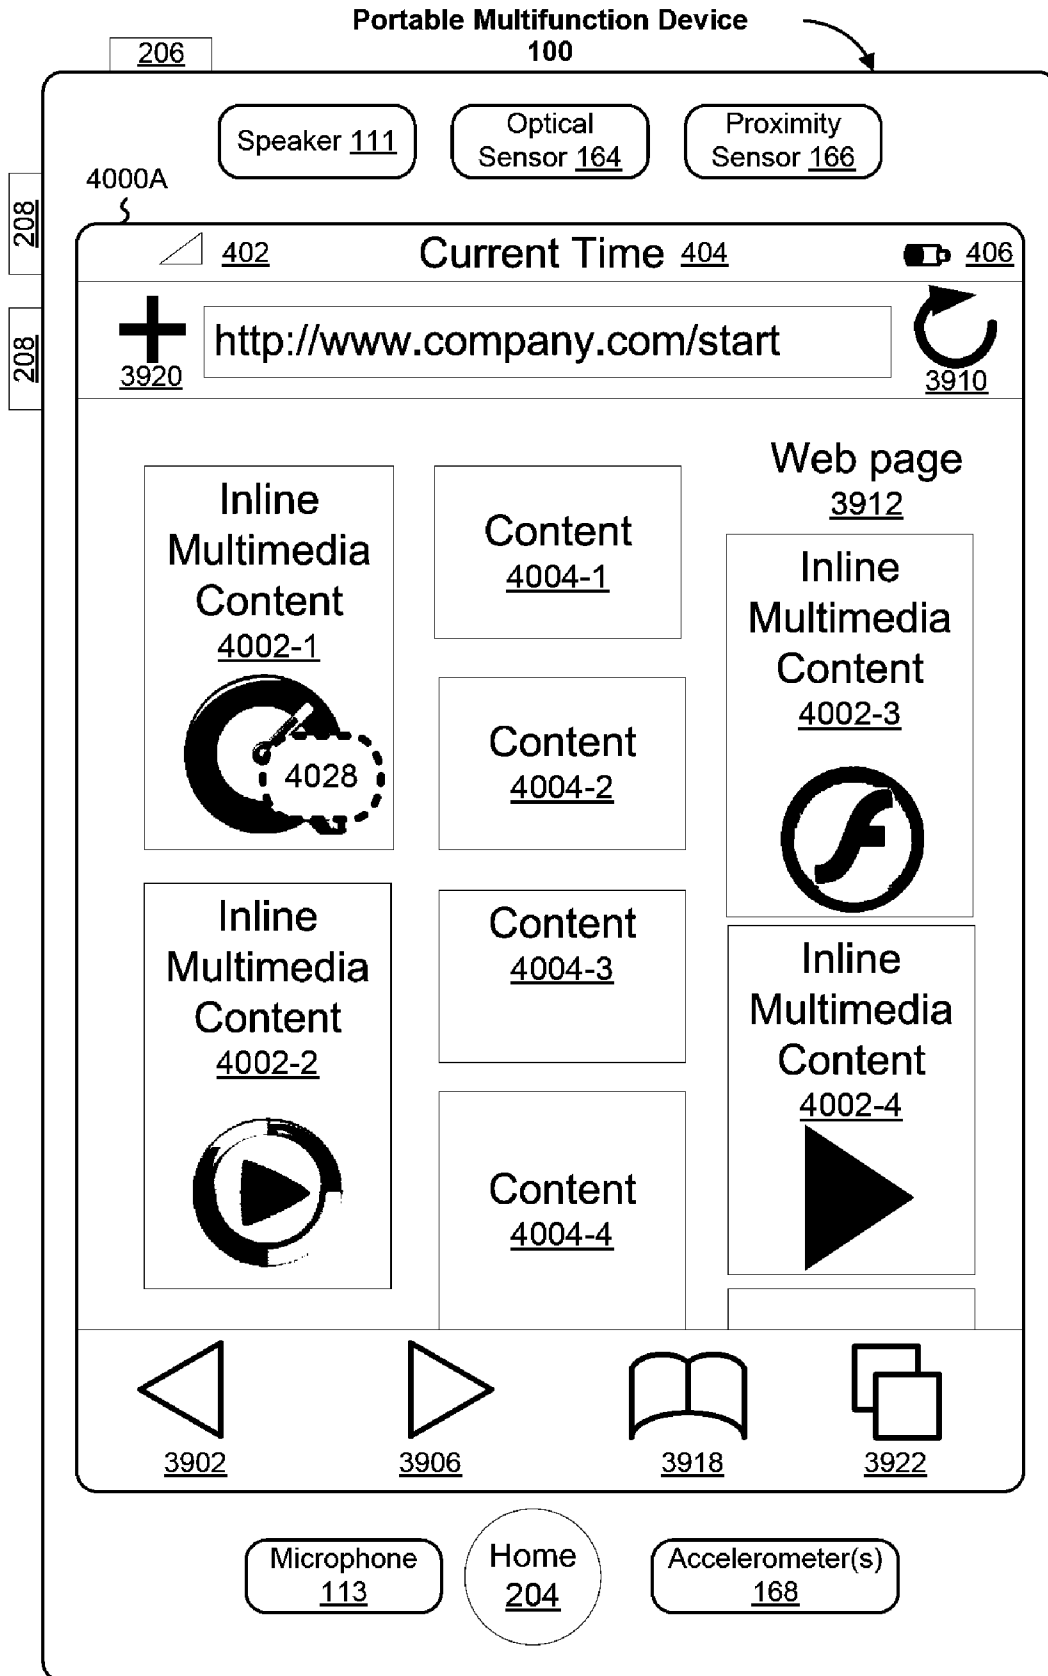 Portable Multifunction Device
100
206
Speaker 111
Optical
Sensor 164
Proximity
Sensor 166
4000A
208
208
402
Current Time 404
406
3920
http://www.company.com/start
3910
Web page
3912
Inline
Multimedia
Content
4002-1
4028
Content
4004-1
Inline
Multimedia
Content
4002-3
Content
4004-2
Inline
Multimedia
Content
4002-2
Content
4004-3
Inline
Multimedia
Content
4002-4
Content
4004-4
3902
3906
3918
3922
Microphone
113
Home
204
Accelerometer(s)
168